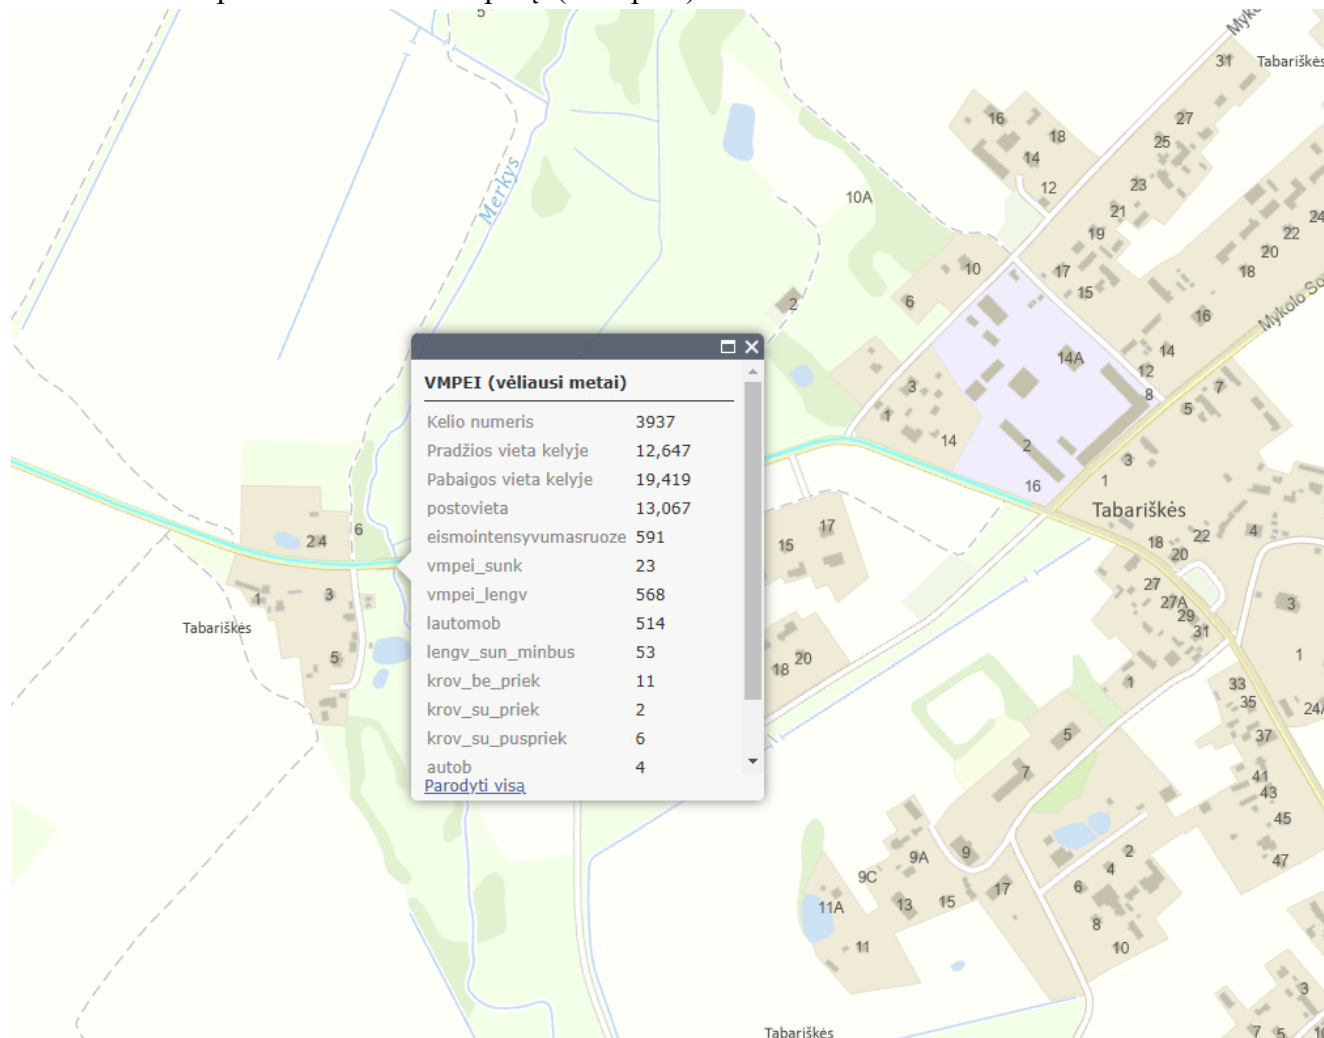 5
Myko
31
Tabariškės
16
18
27
14
25
Merkys
12
23
10A
21
24
19
22
20
10
17
18
15
2
6
16
Mykolo So
14
14A
12
3
8
7
1
5
14
2
3
16
1
Tabariškės
VMPEI (vėliausi metai)
Kelio numeris 3937
Pradžios vieta kelyje 12,647
Pabaigos vieta kelyje 19,419
postovieta 13,067
eismointensyvumasruoze 591
vmpei_sunk 23
vmpei_lengv 568
lautomob 514
lengv_sun_minbus 53
krov_be_priek 11
krov_su_priek 2
krov_su_puspriek 6
autob 4
Parodyti visą
6
24
1
3
Tabariškės
5
17
15
18
22
4
20
27
27A
29
3
31
20
18
1
1
33
35
24A
5
37
7
41
43
45
2
9
9A
4
47
9C
6
17
15
13
11A
8
11
10
3
Tabariškės
7
5
10